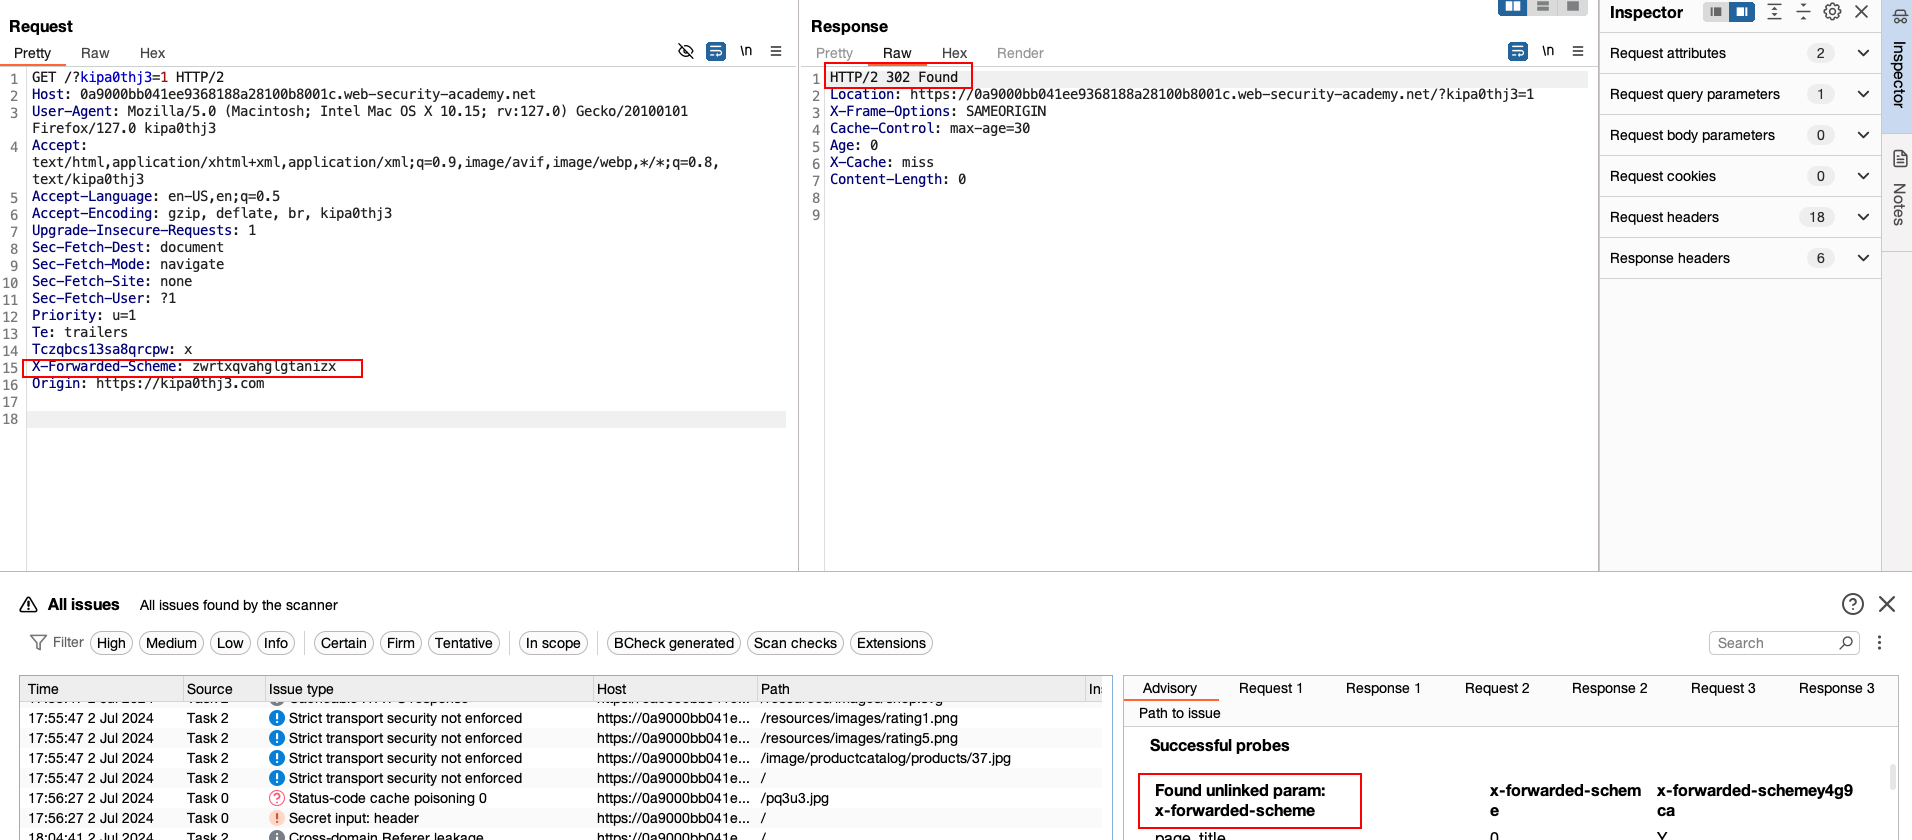 Request
Pretty Raw Hex \n
1 GET /?kipa0thj3=1 HTTP/2
2 Host: 0a9000bb041ee9368188a28100b8001c.web-security-academy.net
3 User-Agent: Mozilla/5.0 (Macintosh; Intel Mac OS X 10.15; rv:127.0) Gecko/20100101
Firefox/127.0 kipa0thj3
4 Accept:
text/html,application/xhtml+xml,application/xml;q=0.9,image/avif,image/webp,*/*;q=0.8,
text/kipa0thj3
5 Accept-Language: en-US,en;q=0.5
6 Accept-Encoding: gzip, deflate, br, kipa0thj3
7 Upgrade-Insecure-Requests: 1
8 Sec-Fetch-Dest: document
9 Sec-Fetch-Mode: navigate
10 Sec-Fetch-Site: none
11 Sec-Fetch-User: ?1
12 Priority: u=1
13 Te: trailers
14 Tczqbcs13sa8qrcpw: x
15 X-Forwarded-Scheme: zwrtxqvahglgtanizx
16 Origin: https://kipa0thj3.com
17
18
Response
Pretty Raw Hex Render \n
1 HTTP/2 302 Found
2 Location: https://0a9000bb041ee9368188a28100b8001c.web-security-academy.net/?kipa0thj3=1
3 X-Frame-Options: SAMEORIGIN
4 Cache-Control: max-age=30
5 Age: 0
6 X-Cache: miss
7 Content-Length: 0
8
9
Inspector
Request attributes 2
Request query parameters 1
Request body parameters 0
Request cookies 0
Request headers 18
Response headers 6
Inspector
Notes
All issues All issues found by the scanner
Filter High Medium Low Info Certain Firm Tentative In scope BCheck generated Scan checks Extensions
Search
Time Source Issue type Host Path In
17:55:47 2 Jul 2024 Task 2 Strict transport security not enforced https://0a9000bb041e... /resources/images/rating1.png
17:55:47 2 Jul 2024 Task 2 Strict transport security not enforced https://0a9000bb041e... /resources/images/rating5.png
17:55:47 2 Jul 2024 Task 2 Strict transport security not enforced https://0a9000bb041e... /image/productcatalog/products/37.jpg
17:55:47 2 Jul 2024 Task 2 Strict transport security not enforced https://0a9000bb041e... /
17:56:27 2 Jul 2024 Task 0 Status-code cache poisoning 0 https://0a9000bb041e... /pq3u3.jpg
17:56:27 2 Jul 2024 Task 0 Secret input: header https://0a9000bb041e... /
18:04:41 2 Jul 2024 Task 2 Cross-domain Referer leakage https://0a9000bb041e... /
Advisory Request 1 Response 1 Request 2 Response 2 Request 3 Response 3
Path to issue
Successful probes
Found unlinked param: x-forwarded-schem x-forwarded-schemey4g9
x-forwarded-scheme e ca
page_title 0 Y